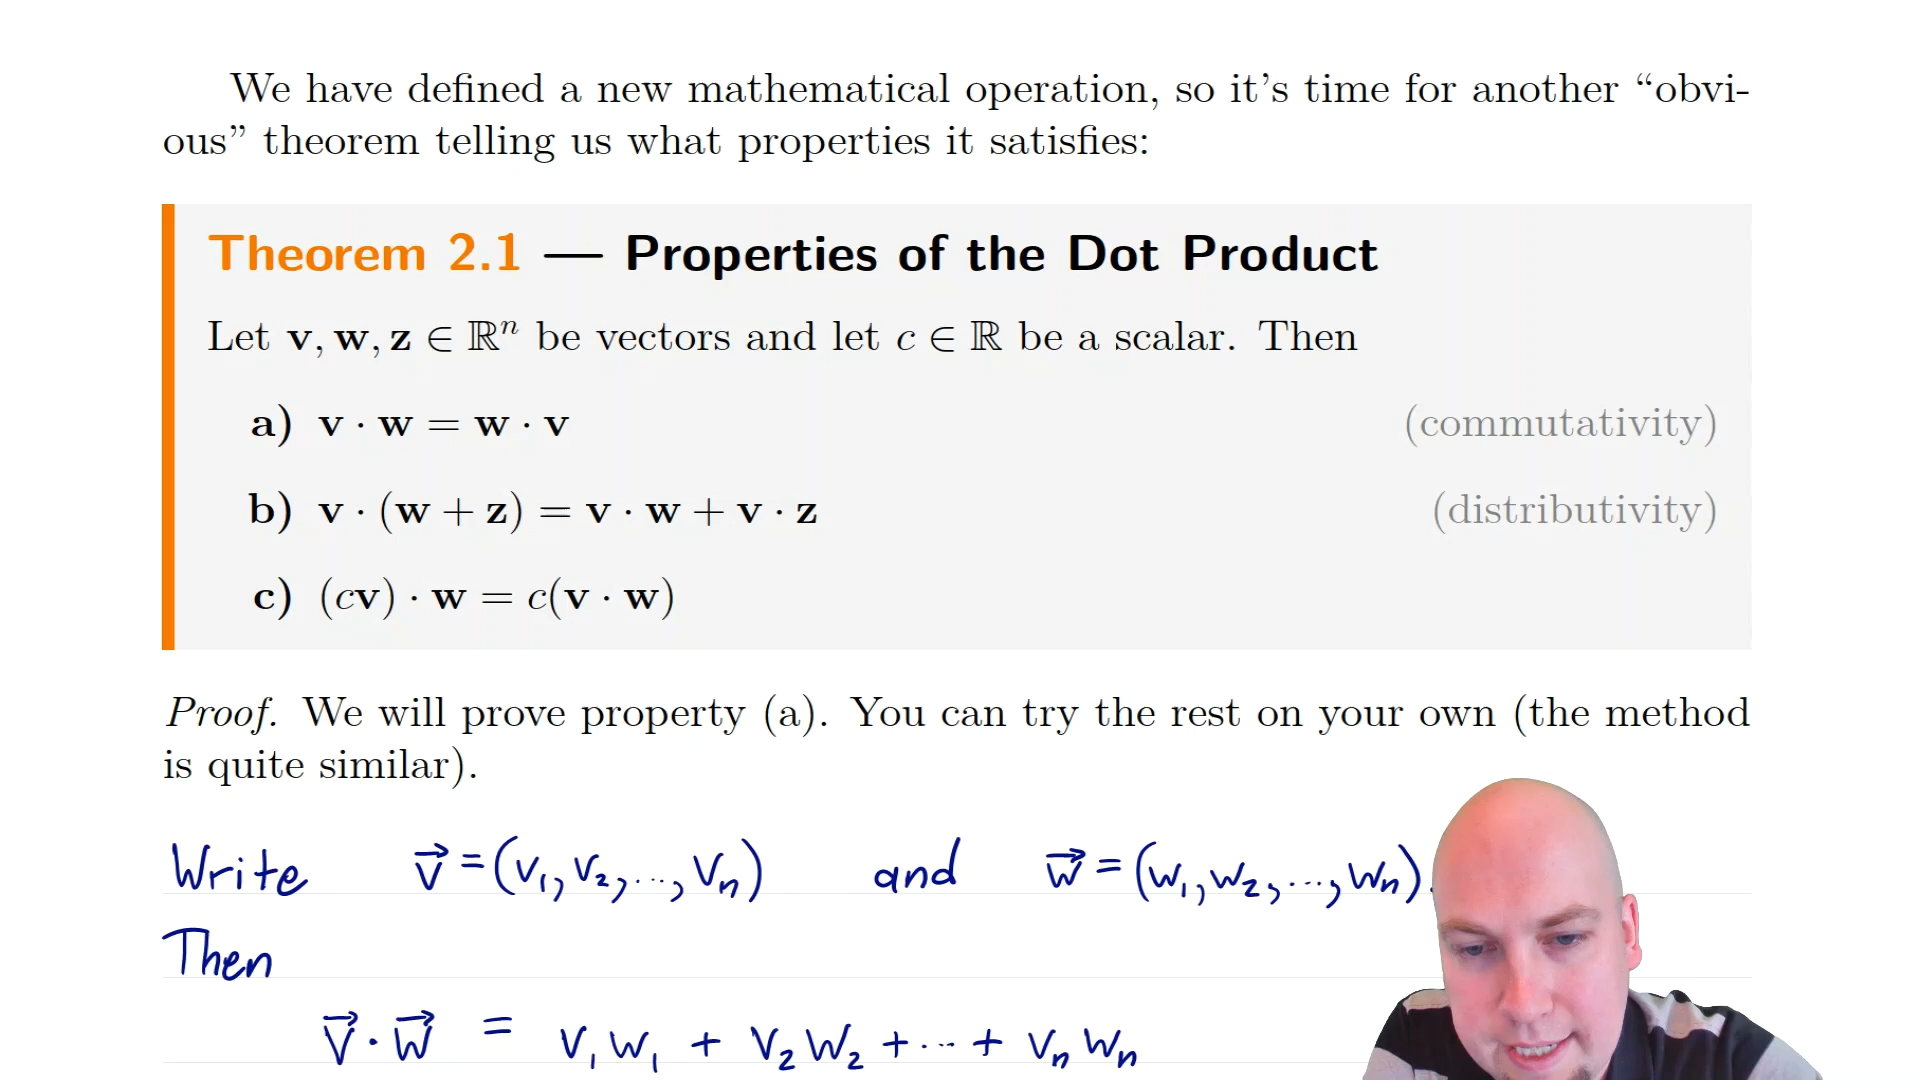 We have defined a new mathematical operation, so it's time for another “obvi-
ous” theorem telling us what properties it satisfies:
Theorem 2.1 — Properties of the Dot Product
Let v, w, z ∈ ℝⁿ be vectors and let c ∈ ℝ be a scalar. Then
a) v · w = w · v (commutativity)
b) v · (w + z) = v · w + v · z (distributivity)
c) (cv) · w = c(v · w)
Proof. We will prove property (a). You can try the rest on your own (the method
is quite similar).
Write v⃗ = (v₁, v₂, ..., vₙ) and w⃗ = (w₁, w₂, ..., wₙ).
Then
v⃗ · w⃗ = v₁w₁ + v₂w₂ + ... + vₙwₙ